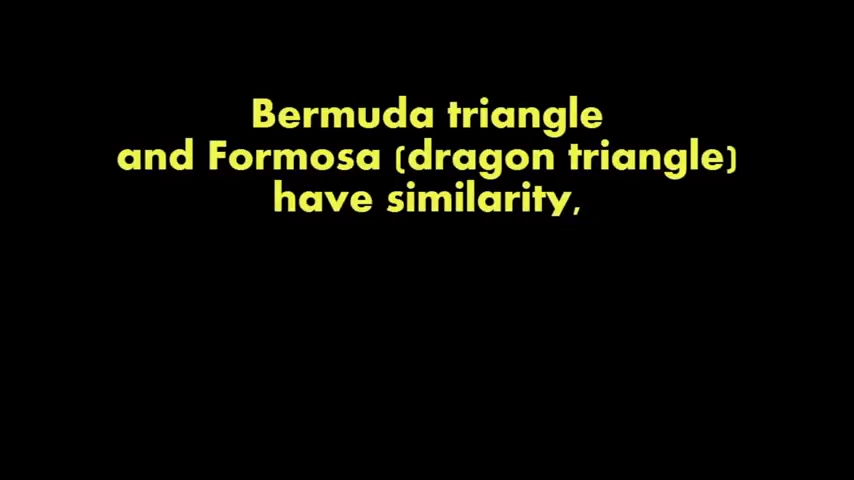 Bermuda triangle
and Formosa (dragon triangle)
have similarity,